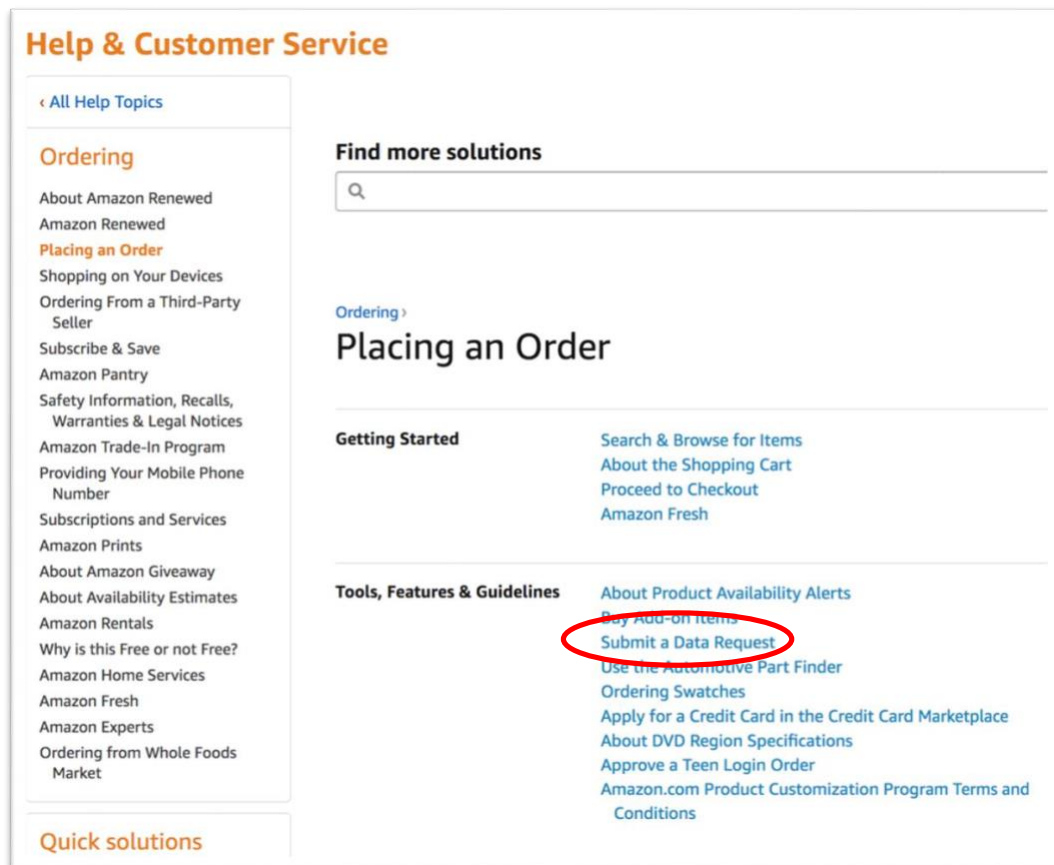 Help & Customer Service
‹ All Help Topics
Ordering
About Amazon Renewed
Amazon Renewed
Placing an Order
Shopping on Your Devices
Ordering From a Third-Party
Seller
Subscribe & Save
Amazon Pantry
Safety Information, Recalls,
Warranties & Legal Notices
Amazon Trade-In Program
Providing Your Mobile Phone
Number
Subscriptions and Services
Amazon Prints
About Amazon Giveaway
About Availability Estimates
Amazon Rentals
Why is this Free or not Free?
Amazon Home Services
Amazon Fresh
Amazon Experts
Ordering from Whole Foods
Market
Quick solutions
Find more solutions
Ordering ›
Placing an Order
Getting Started
Search & Browse for Items
About the Shopping Cart
Proceed to Checkout
Amazon Fresh
Tools, Features & Guidelines
About Product Availability Alerts
Buy Add-on Items
Submit a Data Request
Use the Automotive Part Finder
Ordering Swatches
Apply for a Credit Card in the Credit Card Marketplace
About DVD Region Specifications
Approve a Teen Login Order
Amazon.com Product Customization Program Terms and
Conditions